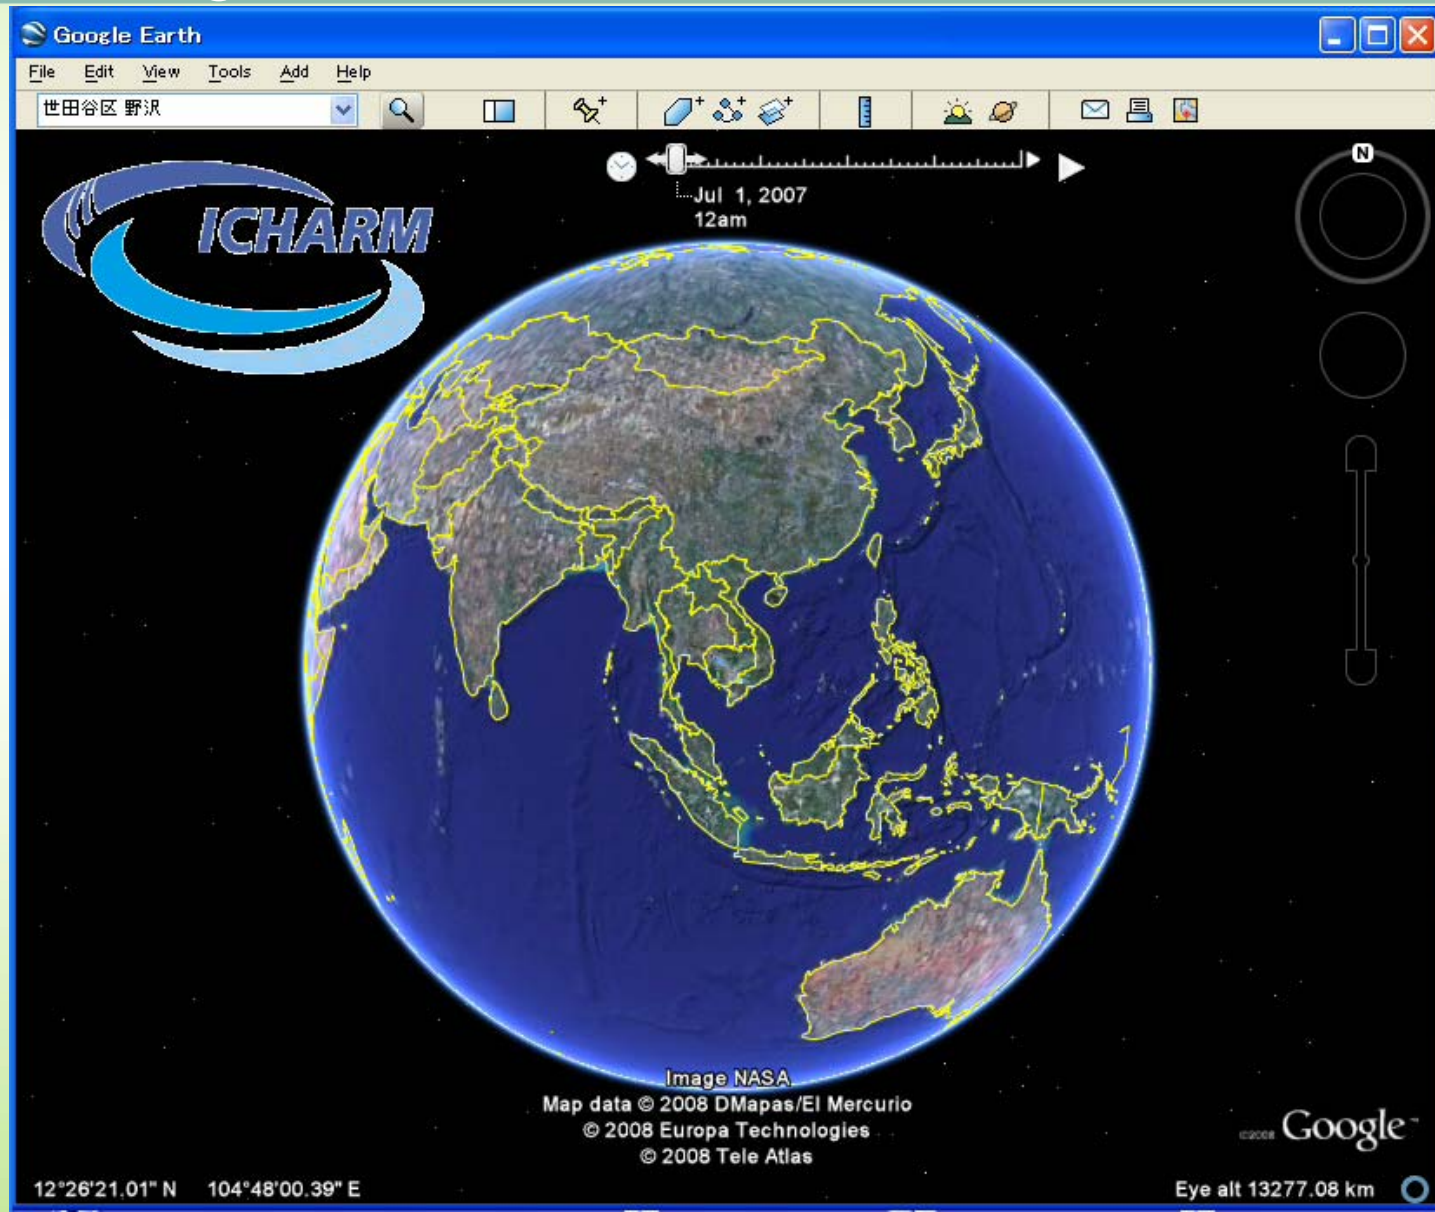 Google Earth
File Edit View Tools Add Help
世田谷区 野沢
N
Jul 1, 2007
12am
ICHARM
Image NASA
Map data © 2008 DMapas/El Mercurio
© 2008 Europa Technologies
© 2008 Tele Atlas
©2008 Google™
12°26'21.01" N 104°48'00.39" E
Eye alt 13277.08 km